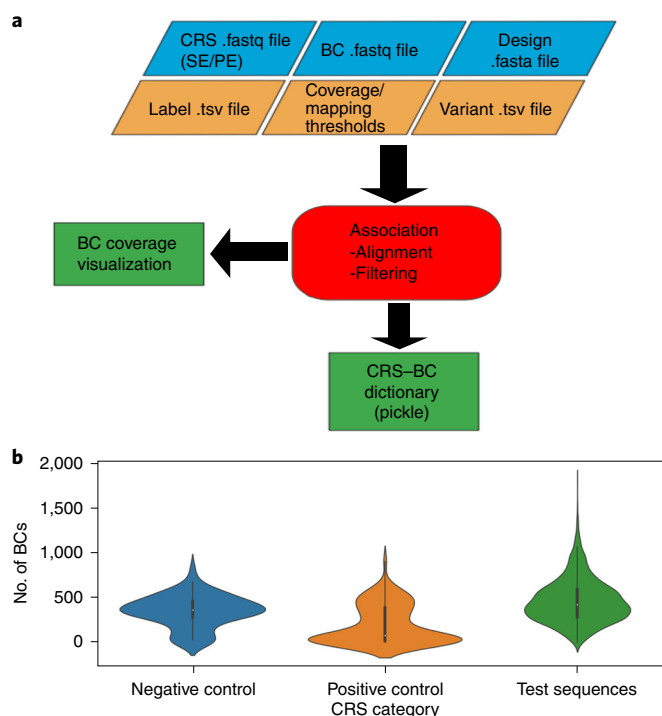 a
CRS .fastq file
(SE/PE)
BC .fastq file
Design
.fasta file
Label .tsv file
Coverage/
mapping
thresholds
Variant .tsv file
BC coverage
visualization
Association
-Alignment
-Filtering
CRS–BC
dictionary
(pickle)
b
No. of BCs
2,000
1,500
1,000
500
0
Negative control
Positive control
Test sequences
CRS category